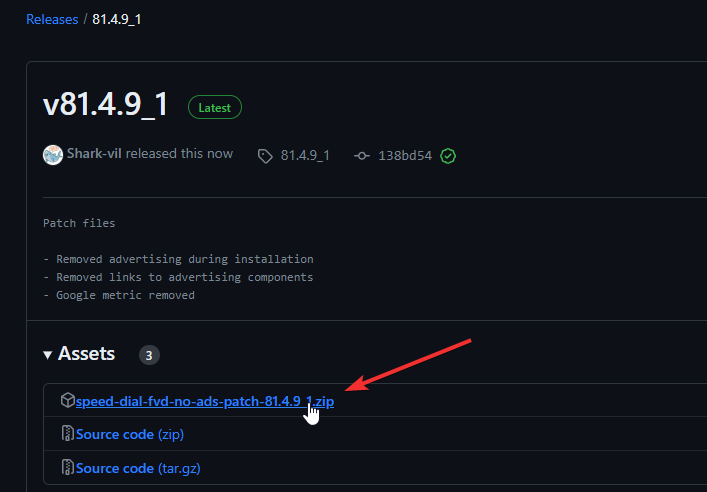 Releases / 81.4.9_1
v81.4.9_1 Latest
Shark-vil released this now 81.4.9_1 138bd54
Patch files
- Removed advertising during installation
- Removed links to advertising components
- Google metric removed
Assets 3
speed-dial-fvd-no-ads-patch-81.4.9_1.zip
Source code (zip)
Source code (tar.gz)